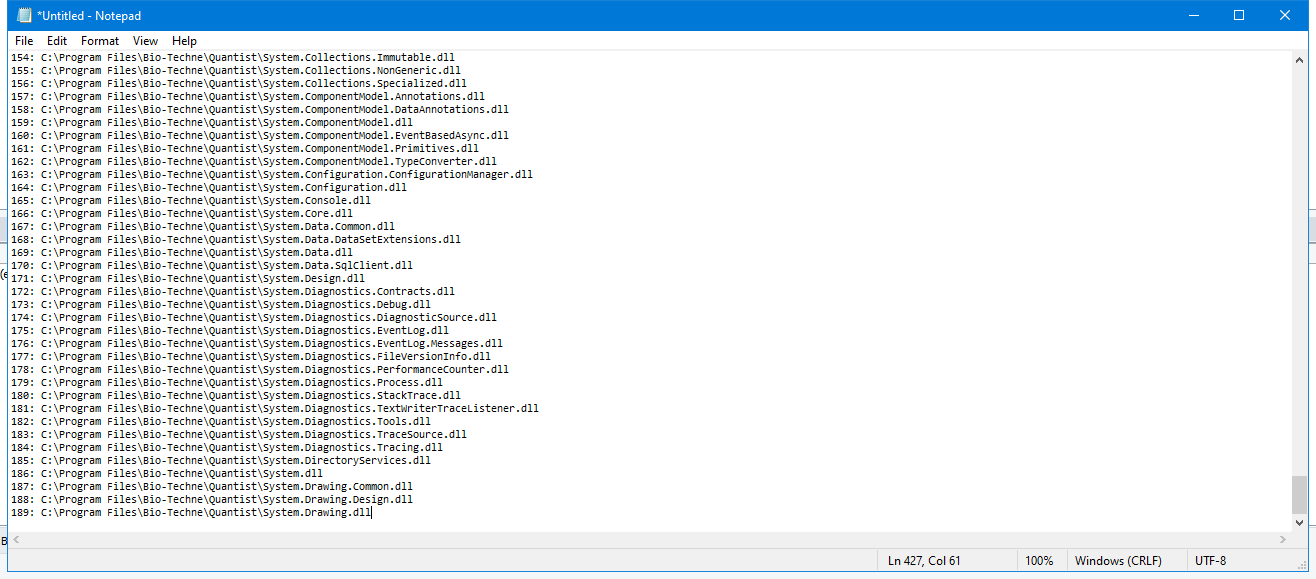 *Untitled - Notepad
File Edit Format View Help
154: C:\Program Files\Bio-Techne\Quantist\System.Collections.Immutable.dll
155: C:\Program Files\Bio-Techne\Quantist\System.Collections.NonGeneric.dll
156: C:\Program Files\Bio-Techne\Quantist\System.Collections.Specialized.dll
157: C:\Program Files\Bio-Techne\Quantist\System.ComponentModel.Annotations.dll
158: C:\Program Files\Bio-Techne\Quantist\System.ComponentModel.DataAnnotations.dll
159: C:\Program Files\Bio-Techne\Quantist\System.ComponentModel.dll
160: C:\Program Files\Bio-Techne\Quantist\System.ComponentModel.EventBasedAsync.dll
161: C:\Program Files\Bio-Techne\Quantist\System.ComponentModel.Primitives.dll
162: C:\Program Files\Bio-Techne\Quantist\System.ComponentModel.TypeConverter.dll
163: C:\Program Files\Bio-Techne\Quantist\System.Configuration.ConfigurationManager.dll
164: C:\Program Files\Bio-Techne\Quantist\System.Configuration.dll
165: C:\Program Files\Bio-Techne\Quantist\System.Console.dll
166: C:\Program Files\Bio-Techne\Quantist\System.Core.dll
167: C:\Program Files\Bio-Techne\Quantist\System.Data.Common.dll
168: C:\Program Files\Bio-Techne\Quantist\System.Data.DataSetExtensions.dll
169: C:\Program Files\Bio-Techne\Quantist\System.Data.dll
170: C:\Program Files\Bio-Techne\Quantist\System.Data.SqlClient.dll
171: C:\Program Files\Bio-Techne\Quantist\System.Design.dll
172: C:\Program Files\Bio-Techne\Quantist\System.Diagnostics.Contracts.dll
173: C:\Program Files\Bio-Techne\Quantist\System.Diagnostics.Debug.dll
174: C:\Program Files\Bio-Techne\Quantist\System.Diagnostics.DiagnosticSource.dll
175: C:\Program Files\Bio-Techne\Quantist\System.Diagnostics.EventLog.dll
176: C:\Program Files\Bio-Techne\Quantist\System.Diagnostics.EventLog.Messages.dll
177: C:\Program Files\Bio-Techne\Quantist\System.Diagnostics.FileVersionInfo.dll
178: C:\Program Files\Bio-Techne\Quantist\System.Diagnostics.PerformanceCounter.dll
179: C:\Program Files\Bio-Techne\Quantist\System.Diagnostics.Process.dll
180: C:\Program Files\Bio-Techne\Quantist\System.Diagnostics.StackTrace.dll
181: C:\Program Files\Bio-Techne\Quantist\System.Diagnostics.TextWriterTraceListener.dll
182: C:\Program Files\Bio-Techne\Quantist\System.Diagnostics.Tools.dll
183: C:\Program Files\Bio-Techne\Quantist\System.Diagnostics.TraceSource.dll
184: C:\Program Files\Bio-Techne\Quantist\System.Diagnostics.Tracing.dll
185: C:\Program Files\Bio-Techne\Quantist\System.DirectoryServices.dll
186: C:\Program Files\Bio-Techne\Quantist\System.dll
187: C:\Program Files\Bio-Techne\Quantist\System.Drawing.Common.dll
188: C:\Program Files\Bio-Techne\Quantist\System.Drawing.Design.dll
189: C:\Program Files\Bio-Techne\Quantist\System.Drawing.dll
Ln 427, Col 61 100% Windows (CRLF) UTF-8